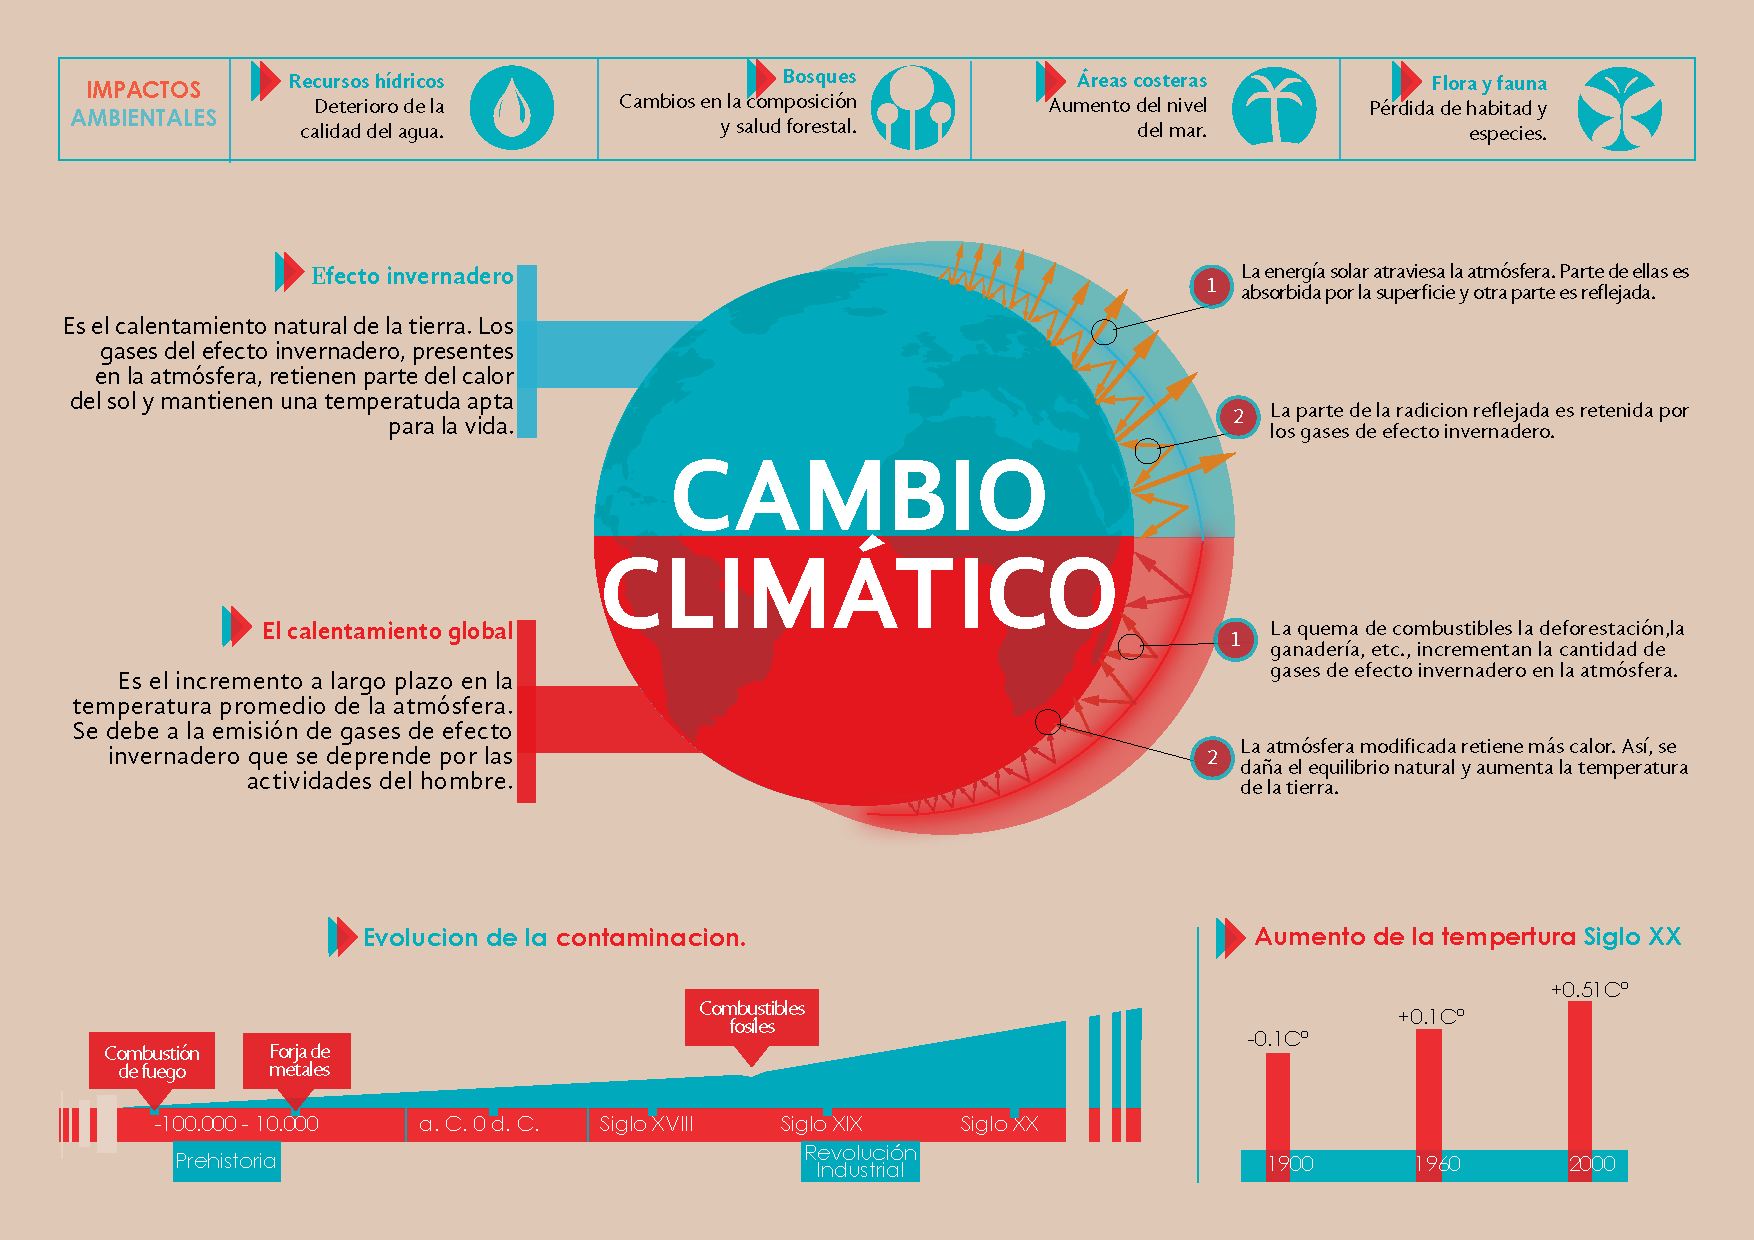 IMPACTOS
AMBIENTALES
Recursos hídricos
Deterioro de la
calidad del agua.
Bosques
Cambios en la composición
y salud forestal.
Áreas costeras
Aumento del nivel
del mar.
Flora y fauna
Pérdida de habitad y
especies.
Efecto invernadero
Es el calentamiento natural de la tierra. Los
gases del efecto invernadero, presentes
en la atmósfera, retienen parte del calor
del sol y mantienen una temperatuda apta
para la vida.
1
La energía solar atraviesa la atmósfera. Parte de ellas es
absorbida por la superficie y otra parte es reflejada.
2
La parte de la radicion reflejada es retenida por
los gases de efecto invernadero.
CAMBIO
CLIMÁTICO
El calentamiento global
Es el incremento a largo plazo en la
temperatura promedio de la atmósfera.
Se debe a la emisión de gases de efecto
invernadero que se deprende por las
actividades del hombre.
1
La quema de combustibles la deforestación,la
ganadería, etc., incrementan la cantidad de
gases de efecto invernadero en la atmósfera.
2
La atmósfera modificada retiene más calor. Así, se
daña el equilibrio natural y aumenta la temperatura
de la tierra.
Evolucion de la contaminacion.
Combustión
de fuego
Forja de
metales
Combustibles
fosiles
-100.000 - 10.000
a. C. 0 d. C.
Siglo XVIII
Siglo XIX
Siglo XX
Prehistoria
Revolución
Industrial
Aumento de la tempertura Siglo XX
-0.1Cº
+0.1Cº
+0.51Cº
1900
1960
2000